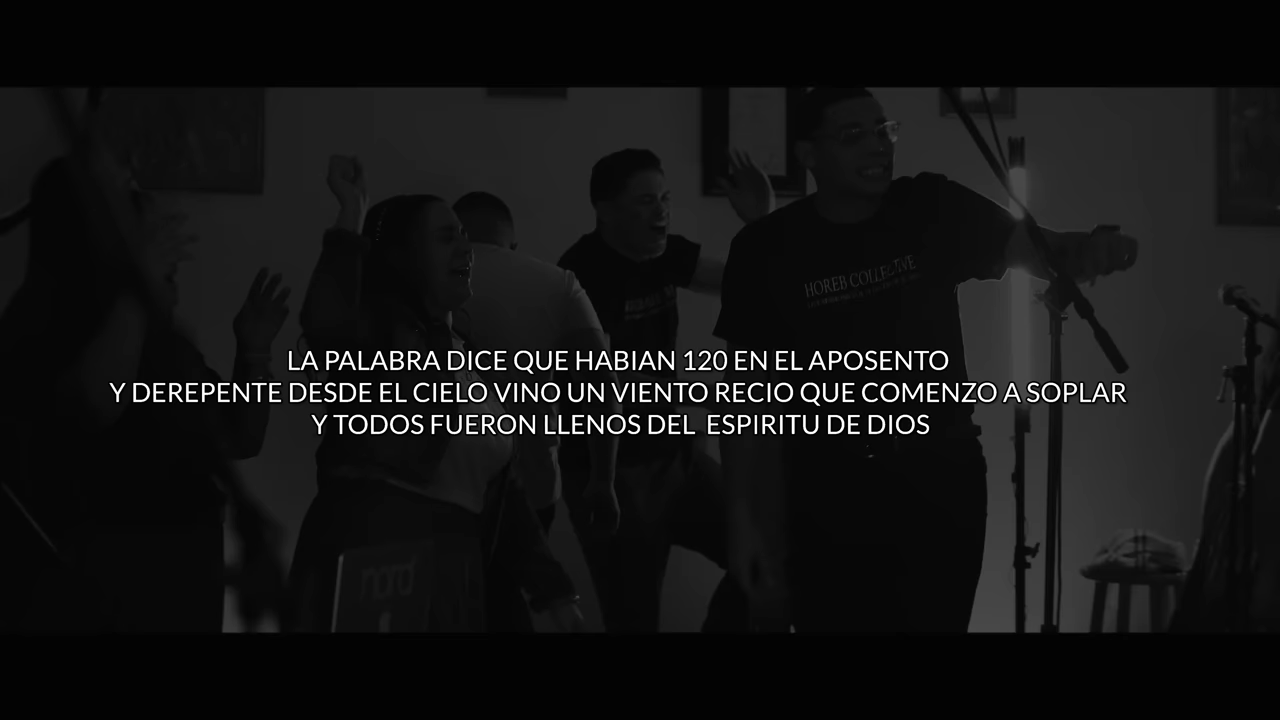 HOREB COLLECTIVE
LA PALABRA DICE QUE HABIAN 120 EN EL APOSENTO
Y DEREPENTE DESDE EL CIELO VINO UN VIENTO RECIO QUE COMENZO A SOPLAR
Y TODOS FUERON LLENOS DEL  ESPIRITU DE DIOS
nord